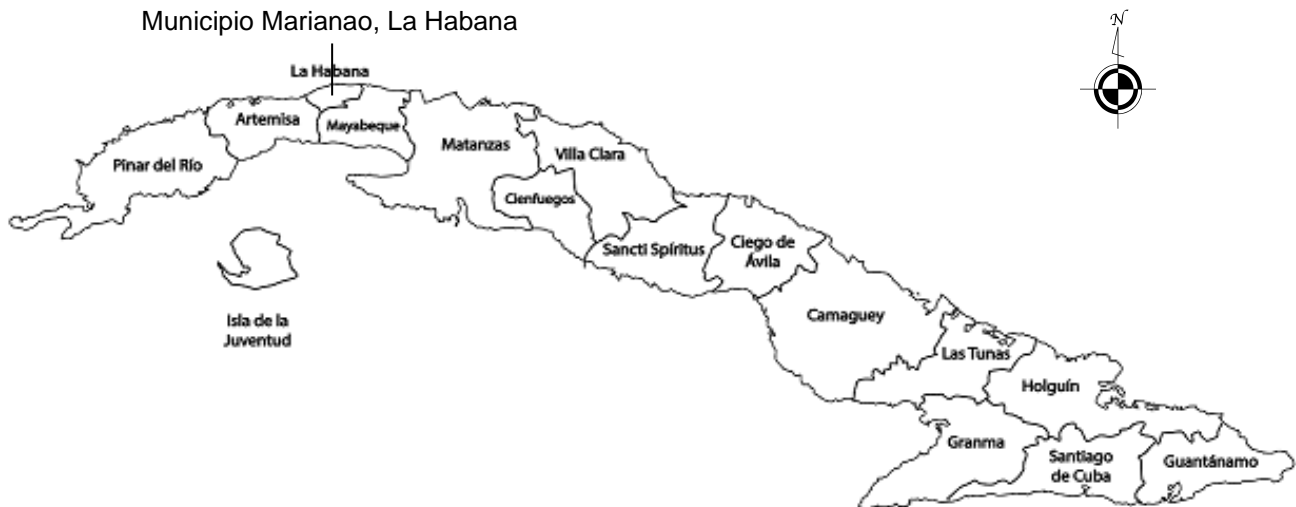 Municipio Marianao, La Habana
N
La Habana
Artemisa
Mayabeque
Pinar del Río
Matanzas
Villa Clara
Cienfuegos
Sancti Spíritus
Ciego de
Ávila
Isla de la
Juventud
Camaguey
Las Tunas
Holguín
Granma
Santiago
de Cuba
Guantánamo